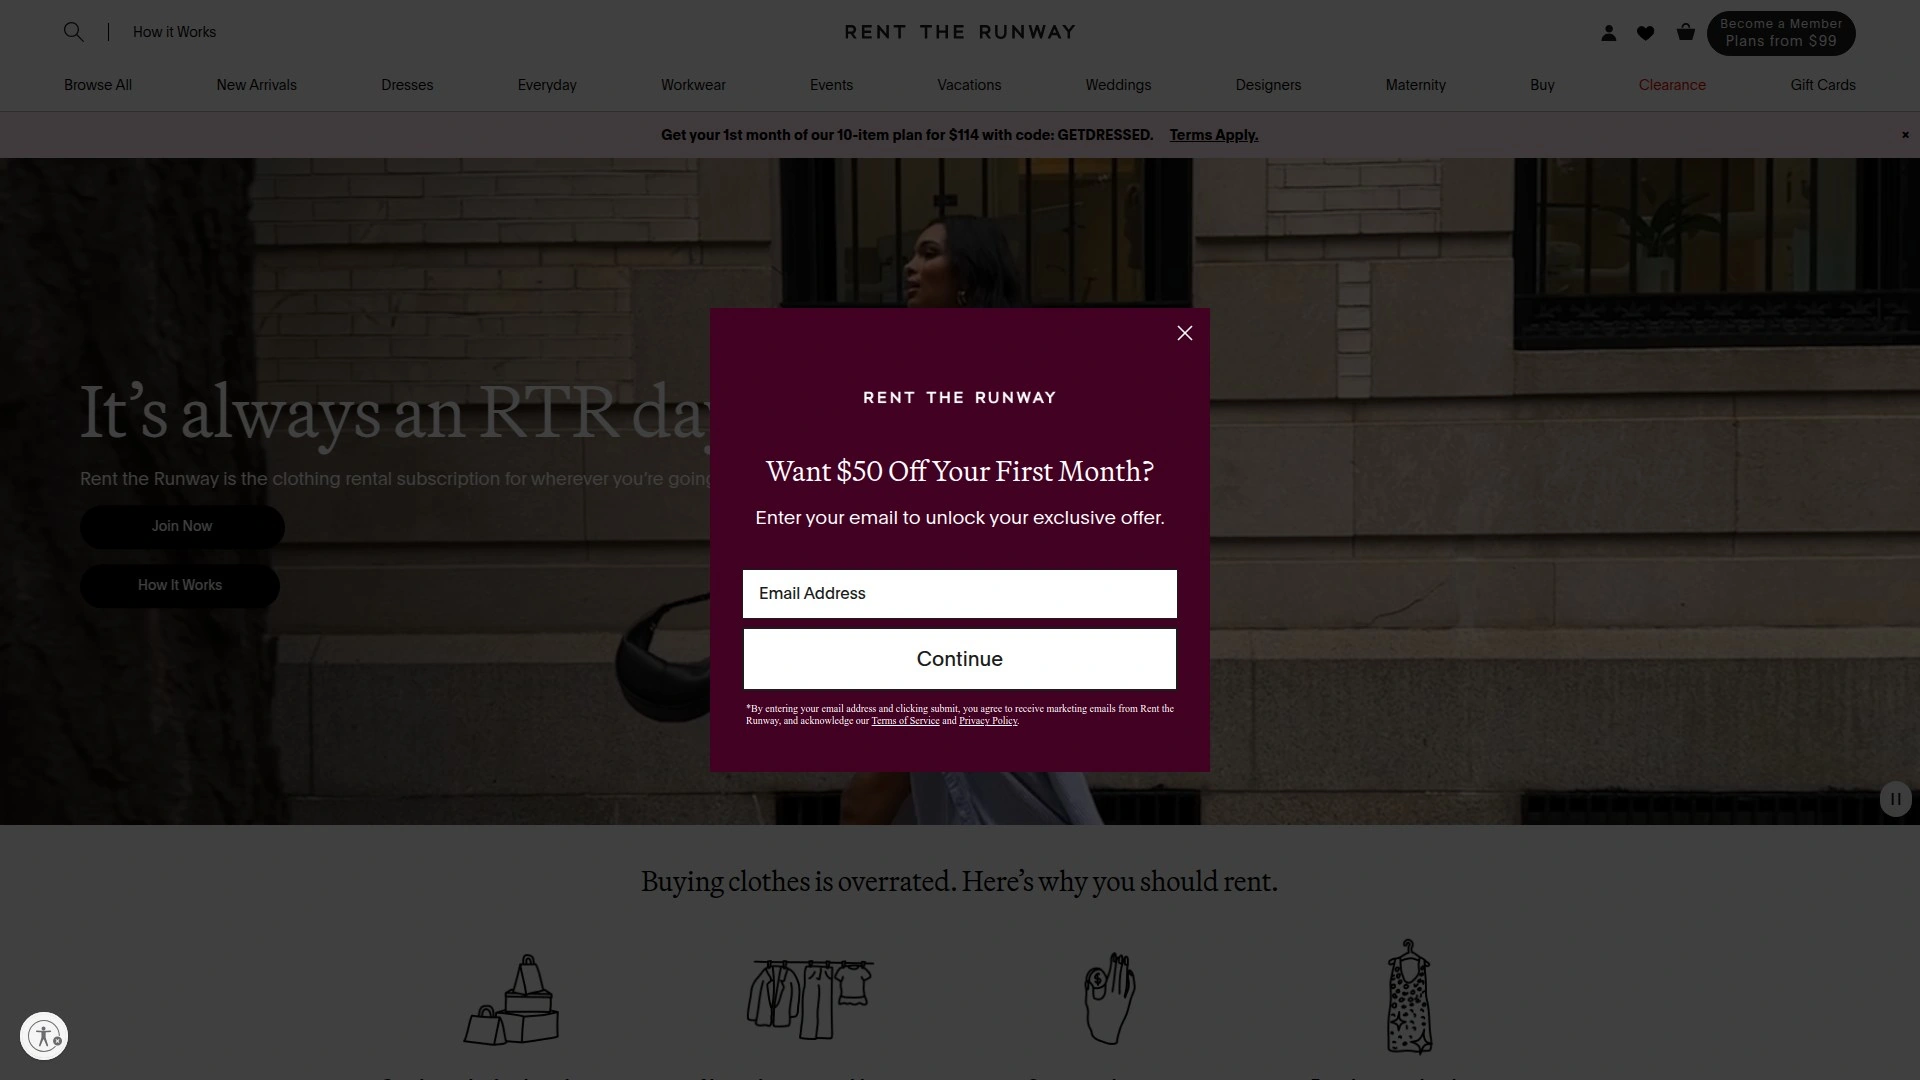 How it Works
RENT THE RUNWAY
Become a Member
Plans from $99
Browse All
New Arrivals
Dresses
Everyday
Workwear
Events
Vacations
Weddings
Designers
Maternity
Buy
Clearance
Gift Cards
Get your 1st month of our 10-item plan for $114 with code: GETDRESSED. Terms Apply.
It's always an RTR day
Rent the Runway is the clothing rental subscription for wherever you're going
Join Now
How It Works
RENT THE RUNWAY
Want $50 Off Your First Month?
Enter your email to unlock your exclusive offer.
Email Address
Continue
*By entering your email address and clicking submit, you agree to receive marketing emails from Rent the
Runway, and acknowledge our Terms of Service and Privacy Policy.
Buying clothes is overrated. Here's why you should rent.